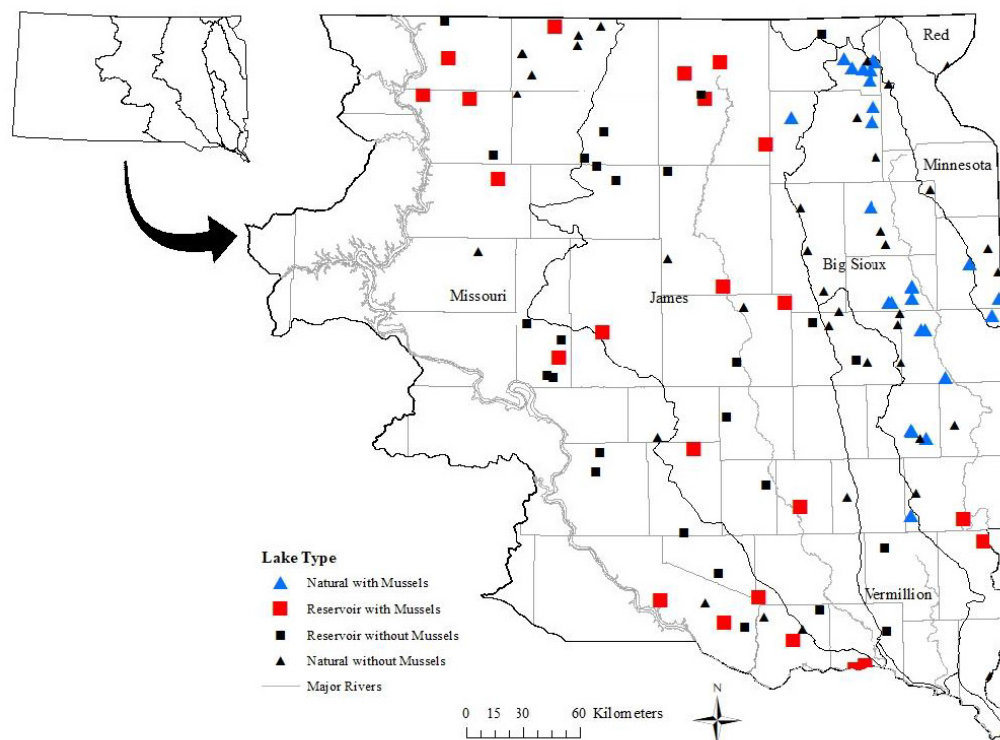 Red
Minnesota
Big Sioux
Missouri
James
Vermillion
Lake Type
Natural with Mussels
Reservoir with Mussels
Reservoir without Mussels
Natural without Mussels
Major Rivers
N
0 15 30 60 Kilometers